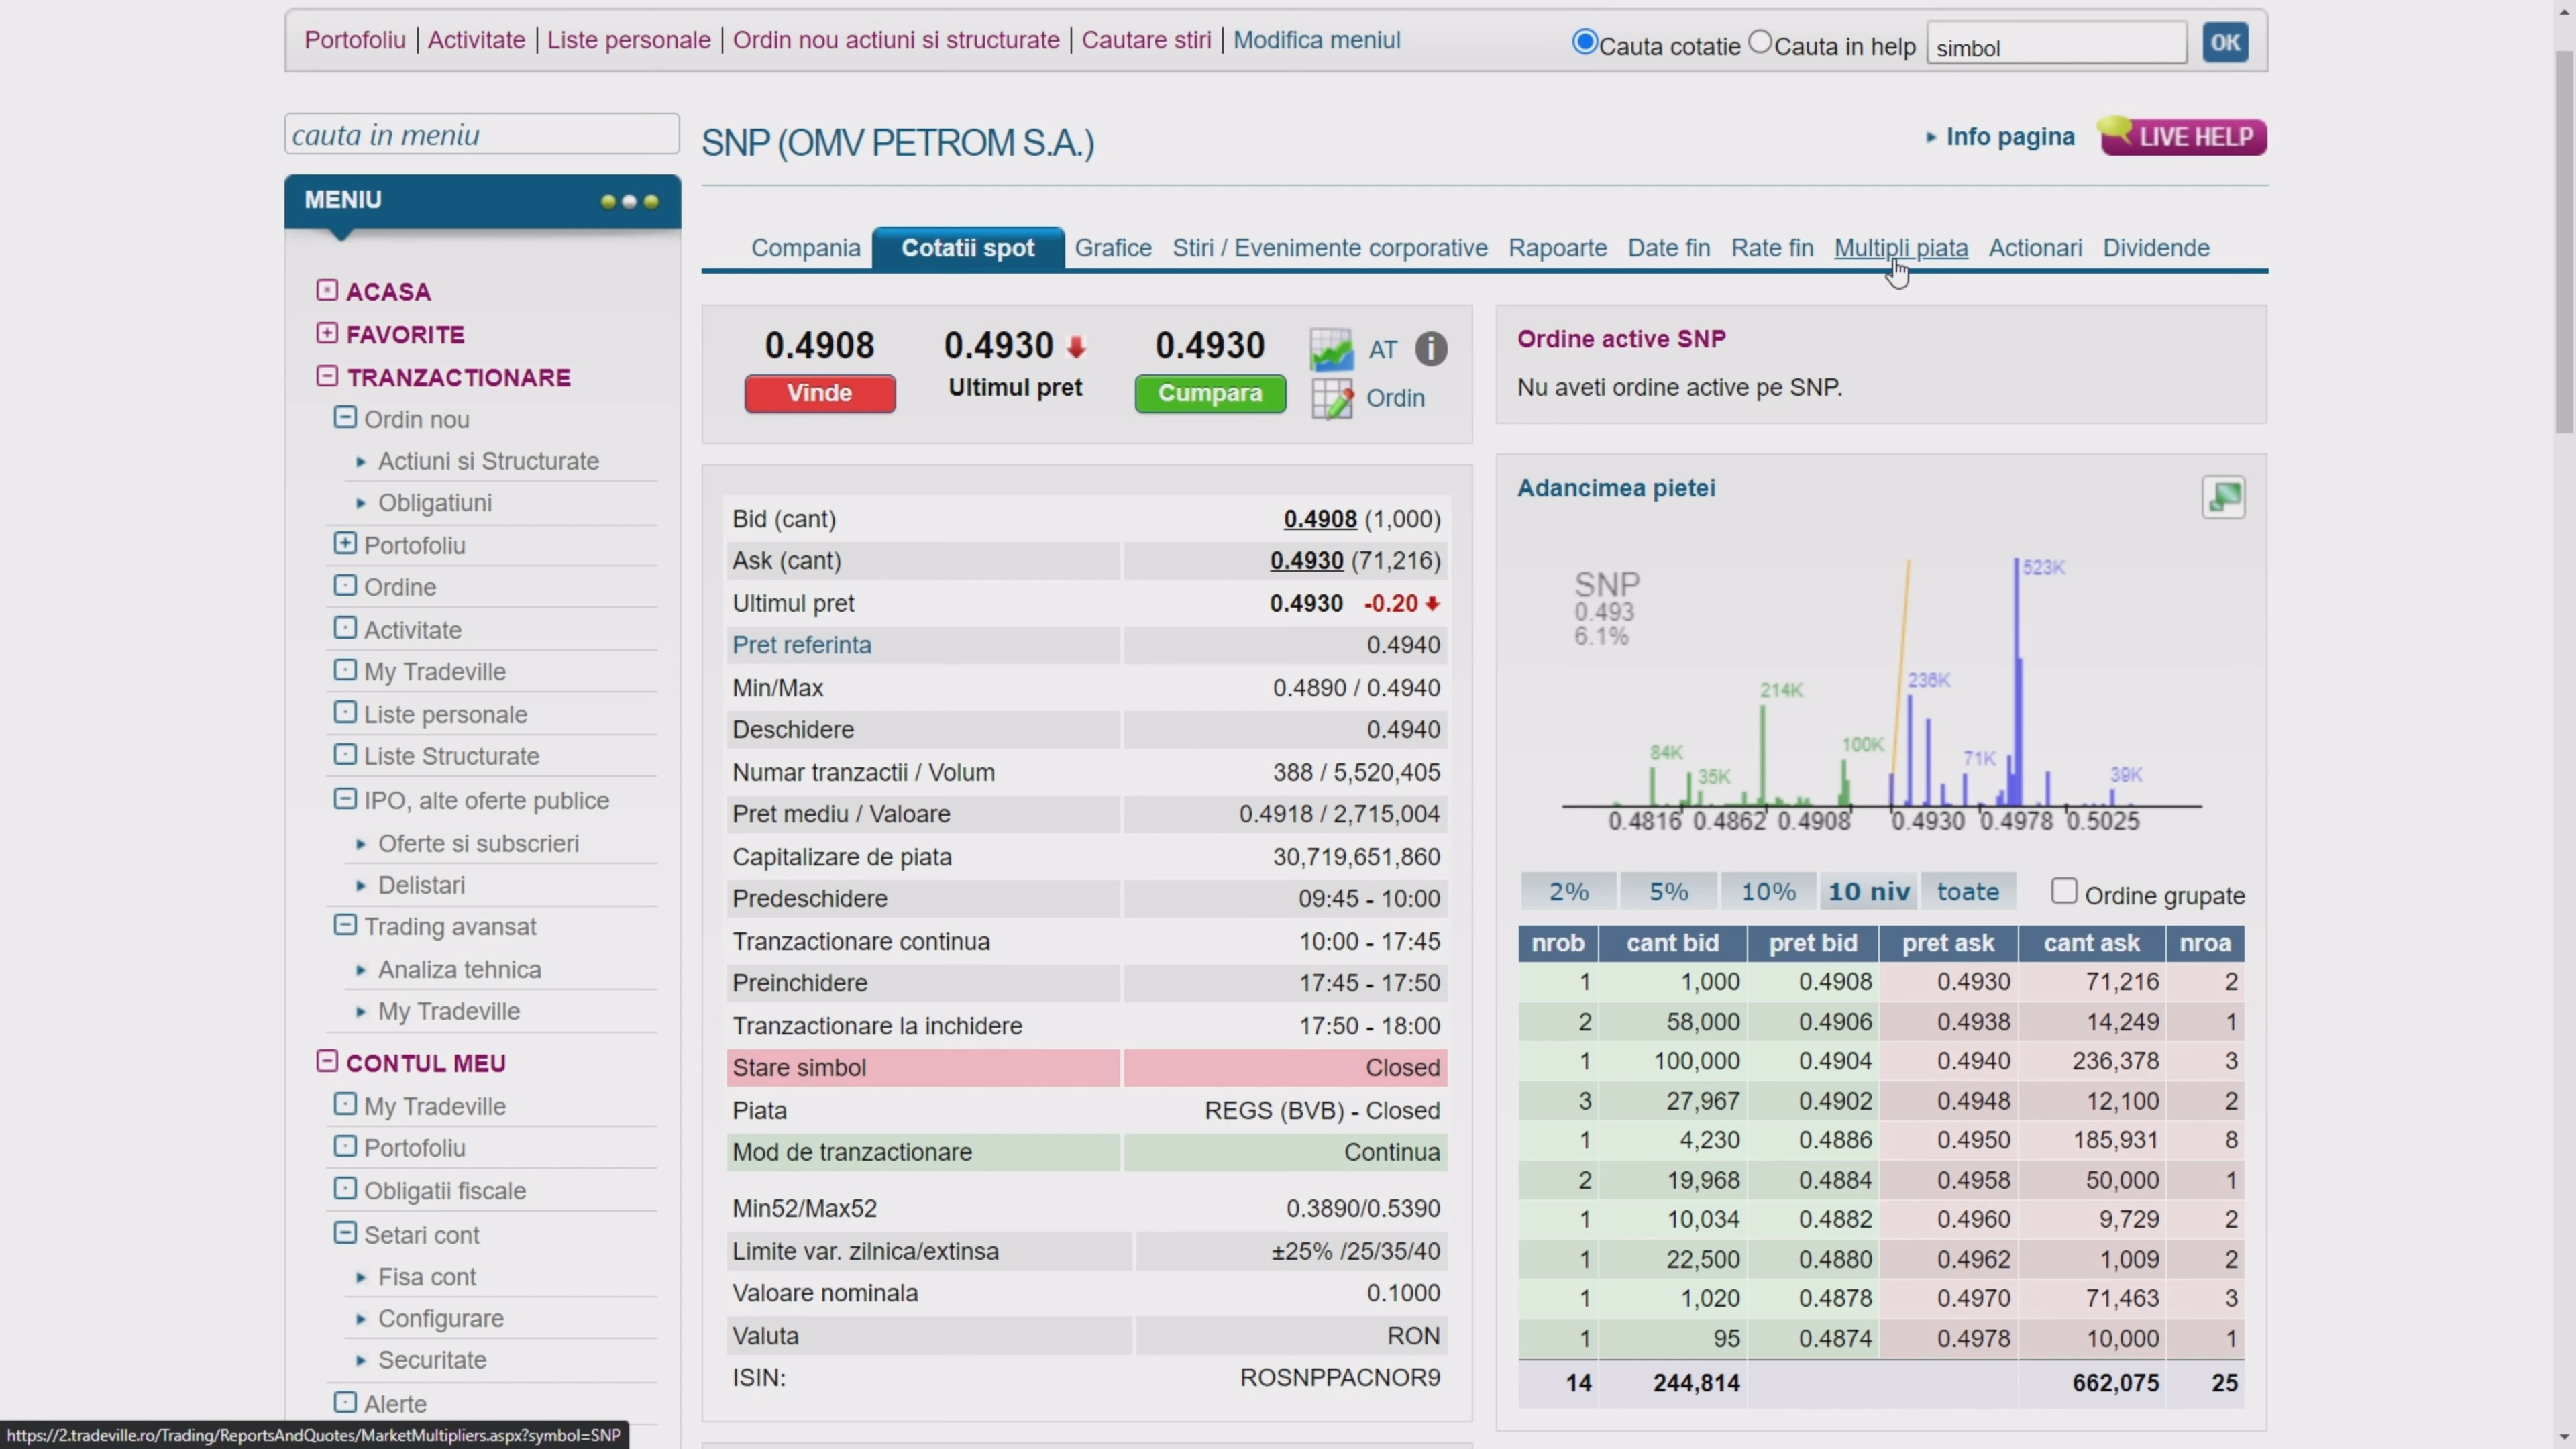 Portofoliu | Activitate | Liste personale | Ordin nou actiuni si structurate | Cautare stiri | Modifica meniul
Cauta cotatie Cauta in help simbol OK
cauta in meniu
SNP (OMV PETROM S.A.)
Info pagina
LIVE HELP
MENIU
ACASA
FAVORITE
TRANZACTIONARE
Ordin nou
Actiuni si Structurate
Obligatiuni
Portofoliu
Ordine
Activitate
My Tradeville
Liste personale
Liste Structurate
IPO, alte oferte publice
Oferte si subscrieri
Delistari
Trading avansat
Analiza tehnica
My Tradeville
CONTUL MEU
My Tradeville
Portofoliu
Obligatii fiscale
Setari cont
Fisa cont
Configurare
Securitate
Alerte
Compania Cotatii spot Grafice Stiri / Evenimente corporative Rapoarte Date fin Rate fin Multipli piata Actionari Dividende
0.4908 0.4930 0.4930 AT i
Vinde Ultimul pret Cumpara Ordin
Bid (cant) 0.4908 (1,000)
Ask (cant) 0.4930 (71,216)
Ultimul pret 0.4930 -0.20
Pret referinta 0.4940
Min/Max 0.4890 / 0.4940
Deschidere 0.4940
Numar tranzactii / Volum 388 / 5,520,405
Pret mediu / Valoare 0.4918 / 2,715,004
Capitalizare de piata 30,719,651,860
Predeschidere 09:45 - 10:00
Tranzactionare continua 10:00 - 17:45
Preinchidere 17:45 - 17:50
Tranzactionare la inchidere 17:50 - 18:00
Stare simbol Closed
Piata REGS (BVB) - Closed
Mod de tranzactionare Continua
Min52/Max52 0.3890/0.5390
Limite var. zilnica/extinsa ±25% /25/35/40
Valoare nominala 0.1000
Valuta RON
ISIN: ROSNPPACNOR9
Ordine active SNP
Nu aveti ordine active pe SNP.
Adancimea pietei
SNP
0.493
6.1%
523K
236K
214K
100K
84K
71K
35K
39K
0.4816 0.4862 0.4908 0.4930 0.4978 0.5025
2% 5% 10% 10 niv toate Ordine grupate
nrob cant bid pret bid pret ask cant ask nroa
1 1,000 0.4908 0.4930 71,216 2
2 58,000 0.4906 0.4938 14,249 1
1 100,000 0.4904 0.4940 236,378 3
3 27,967 0.4902 0.4948 12,100 2
1 4,230 0.4886 0.4950 185,931 8
2 19,968 0.4884 0.4958 50,000 1
1 10,034 0.4882 0.4960 9,729 2
1 22,500 0.4880 0.4962 1,009 2
1 1,020 0.4878 0.4970 71,463 3
1 95 0.4874 0.4978 10,000 1
14 244,814 662,075 25
https://2.tradeville.ro/Trading/ReportsAndQuotes/MarketMultipliers.aspx?symbol=SNP